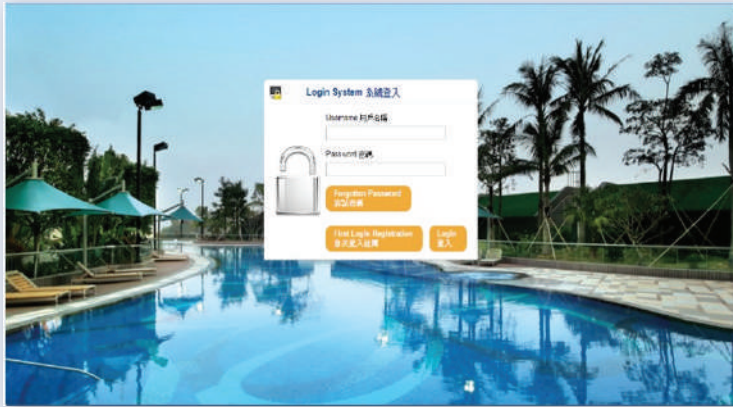 Login System 系統登入
Username 用戶名稱
Password 密碼
Forgotten Password
忘記密碼
First Login Registration
首次登入註冊
Login
登入